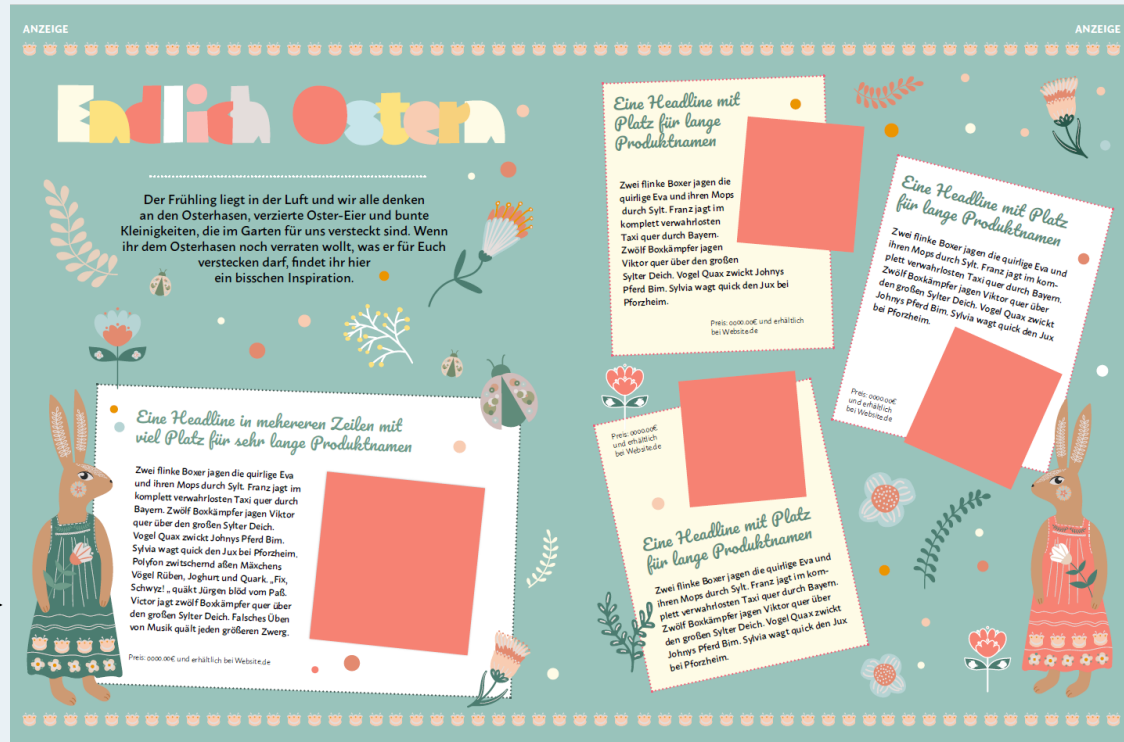 ANZEIGE
ANZEIGE
Endlich Ostern
Der Frühling liegt in der Luft und wir alle denken
an den Osterhasen, verzierte Oster-Eier und bunte
Kleinigkeiten, die im Garten für uns versteckt sind. Wenn
ihr dem Osterhasen noch verraten wollt, was er für Euch
verstecken darf, findet ihr hier
ein bisschen Inspiration.
Eine Headline in mehereren Zeilen mit
viel Platz für sehr lange Produktnamen
Zwei flinke Boxer jagen die quirlige Eva
und ihren Mops durch Sylt. Franz jagt im
komplett verwahrlosten Taxi quer durch
Bayern. Zwölf Boxkämpfer jagen Viktor
quer über den großen Sylter Deich.
Vogel Quax zwickt Johnys Pferd Bim.
Sylvia wagt quick den Jux bei Pforzheim.
Polyfon zwitschernd aßen Mäxchens
Vögel Rüben, Joghurt und Quark. „Fix,
Schwyz! „ quäkt Jürgen blöd vom Paß.
Victor jagt zwölf Boxkämpfer quer über
den großen Sylter Deich. Falsches Üben
von Musik quält jeden größeren Zwerg.
Preis: 0000.00€ und erhältlich bei Website.de
Eine Headline mit
Platz für lange
Produktnamen
Zwei flinke Boxer jagen die
quirlige Eva und ihren Mops
durch Sylt. Franz jagt im
komplett verwahrlosten
Taxi quer durch Bayern.
Zwölf Boxkämpfer jagen
Viktor quer über den großen
Sylter Deich. Vogel Quax zwickt Johnys
Pferd Bim. Sylvia wagt quick den Jux bei
Pforzheim.
Preis: 0000.00€ und erhältlich
bei Website.de
Eine Headline mit Platz
für lange Produktnamen
Zwei flinke Boxer jagen die quirlige Eva und
ihren Mops durch Sylt. Franz jagt im kom-
plett verwahrlosten Taxi quer durch Bayern.
Zwölf Boxkämpfer jagen Viktor quer über
den großen Sylter Deich. Vogel Quax zwickt
Johnys Pferd Bim. Sylvia wagt quick den Jux
bei Pforzheim.
Preis: 0000.00€
und erhältlich
bei Website.de
Preis: 0000.00€
und erhältlich
bei Website.de
Eine Headline mit Platz
für lange Produktnamen
Zwei flinke Boxer jagen die quirlige Eva und
ihren Mops durch Sylt. Franz jagt im kom-
plett verwahrlosten Taxi quer durch Bayern.
Zwölf Boxkämpfer jagen Viktor quer über
den großen Sylter Deich. Vogel Quax zwickt
Johnys Pferd Bim. Sylvia wagt quick den Jux
bei Pforzheim.